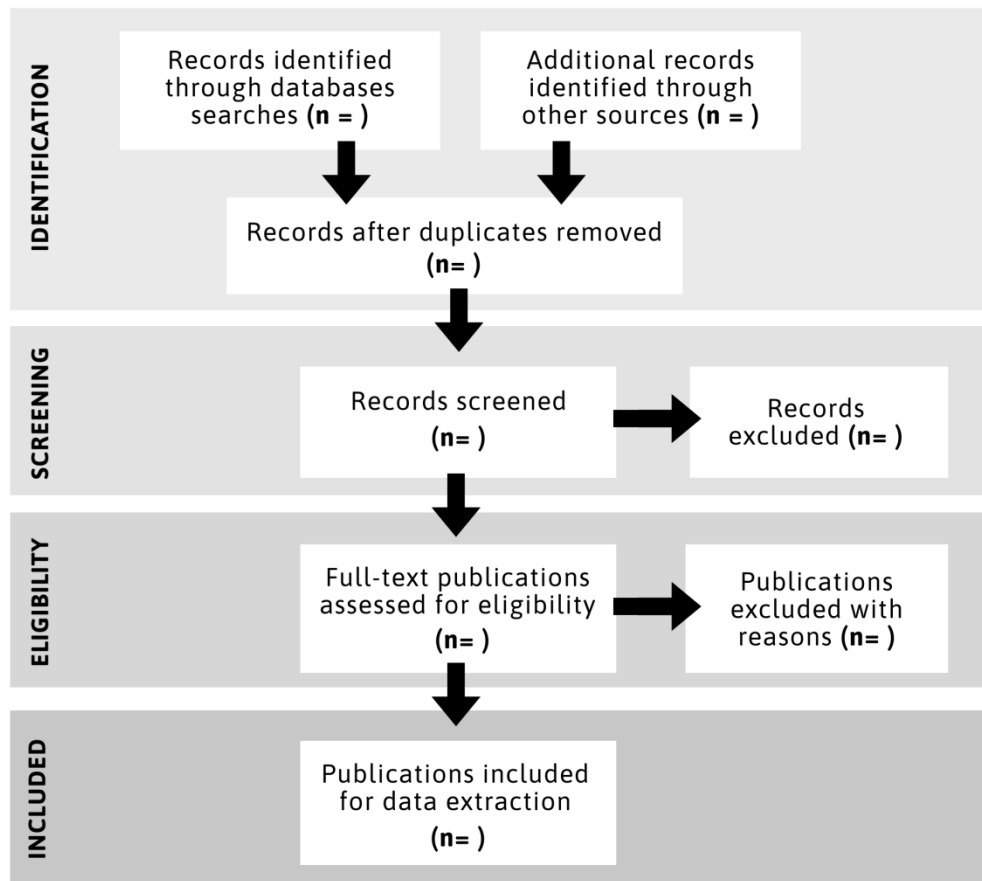 IDENTIFICATION
Records identified
through databases
searches (n = )
Additional records
identified through
other sources (n = )
Records after duplicates removed
(n= )
SCREENING
Records screened
(n= )
Records
excluded (n= )
ELIGIBILITY
Full-text publications
assessed for eligibility
(n= )
Publications
excluded with
reasons (n= )
INCLUDED
Publications included
for data extraction
(n= )